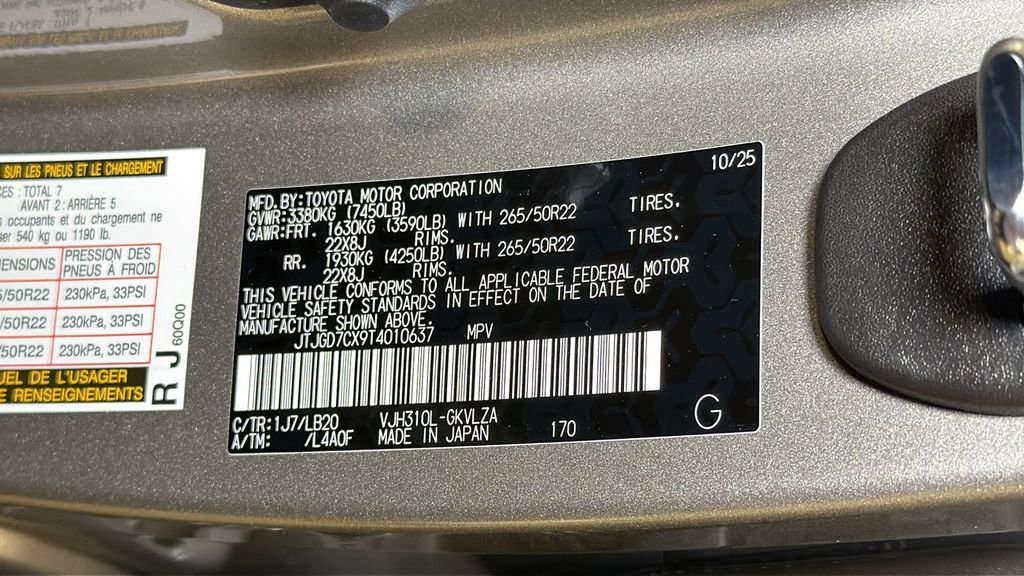 SUR LES PNEUS ET LE CHARGEMENT
CES : TOTAL 7
AVANT 2 : ARRIÈRE 5
occupants et du chargement ne
ser 540 kg ou 1190 lb.
ENSIONS PRESSION DES
PNEUS À FROID
/50R22 230kPa, 33PSI
/50R22 230kPa, 33PSI
50R22 230kPa, 33PSI
UEL DE L'USAGER
E RENSEIGNEMENTS
R J 60Q00
10/25
MFD. BY: TOYOTA MOTOR CORPORATION
GVWR: 3380KG (7450LB)
GAWR: FRT. 1630KG (3590LB) WITH 265/50R22 TIRES.
22X8J RIMS.
RR. 1930KG (4250LB) WITH 265/50R22 TIRES.
22X8J RIMS.
THIS VEHICLE CONFORMS TO ALL APPLICABLE FEDERAL MOTOR
VEHICLE SAFETY STANDARDS IN EFFECT ON THE DATE OF
MANUFACTURE SHOWN ABOVE.
JTJGD7CX9T4010637 MPV
C/TR: 1J7/LB20 VJH310L-GKVLZA
A/TM: /L4A0F MADE IN JAPAN 170 G